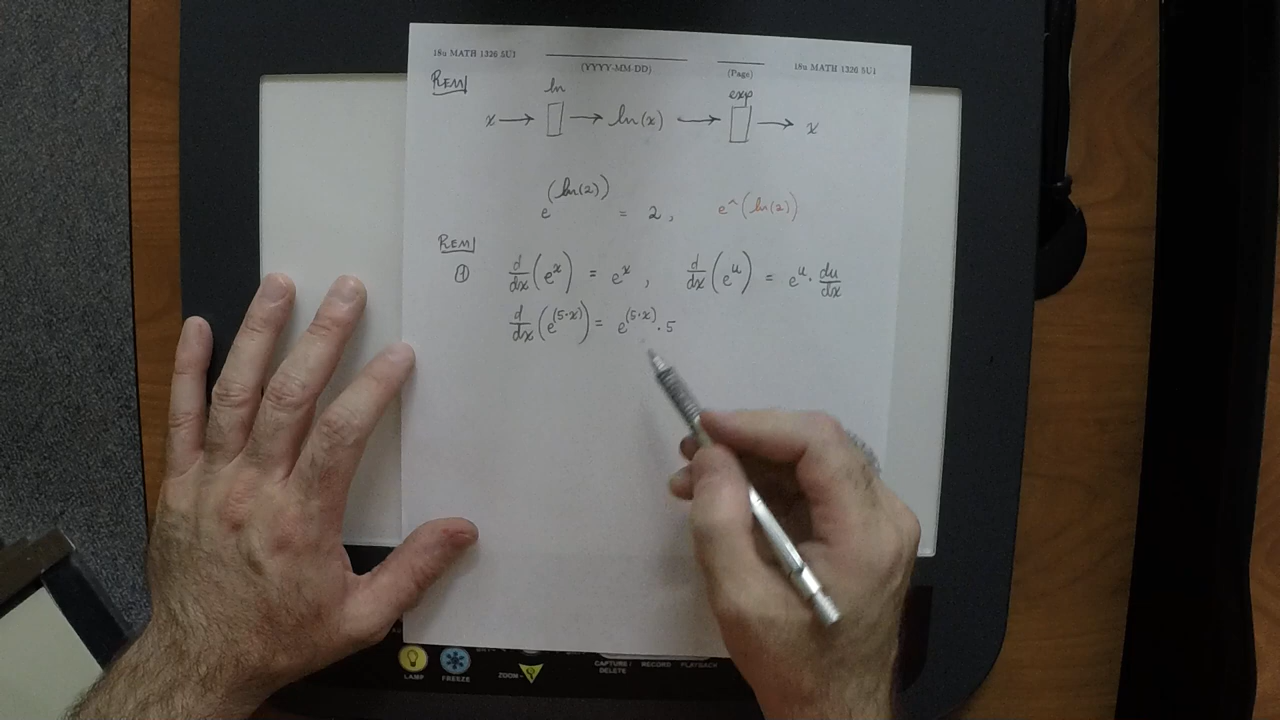 18u MATH 1326 5U1 (YYYY-MM-DD) (Page) 18u MATH 1326 5U1
REM
ln exp
x → → ln(x) → → x
e^(ln(2)) = 2, e^(ln(2))
REM
① d/dx(e^x) = e^x, d/dx(e^u) = e^u · du/dx
d/dx(e^(5·x)) = e^(5·x) · 5
LAMP FREEZE ZOOM CAPTURE / DELETE RECORD PLAYBACK